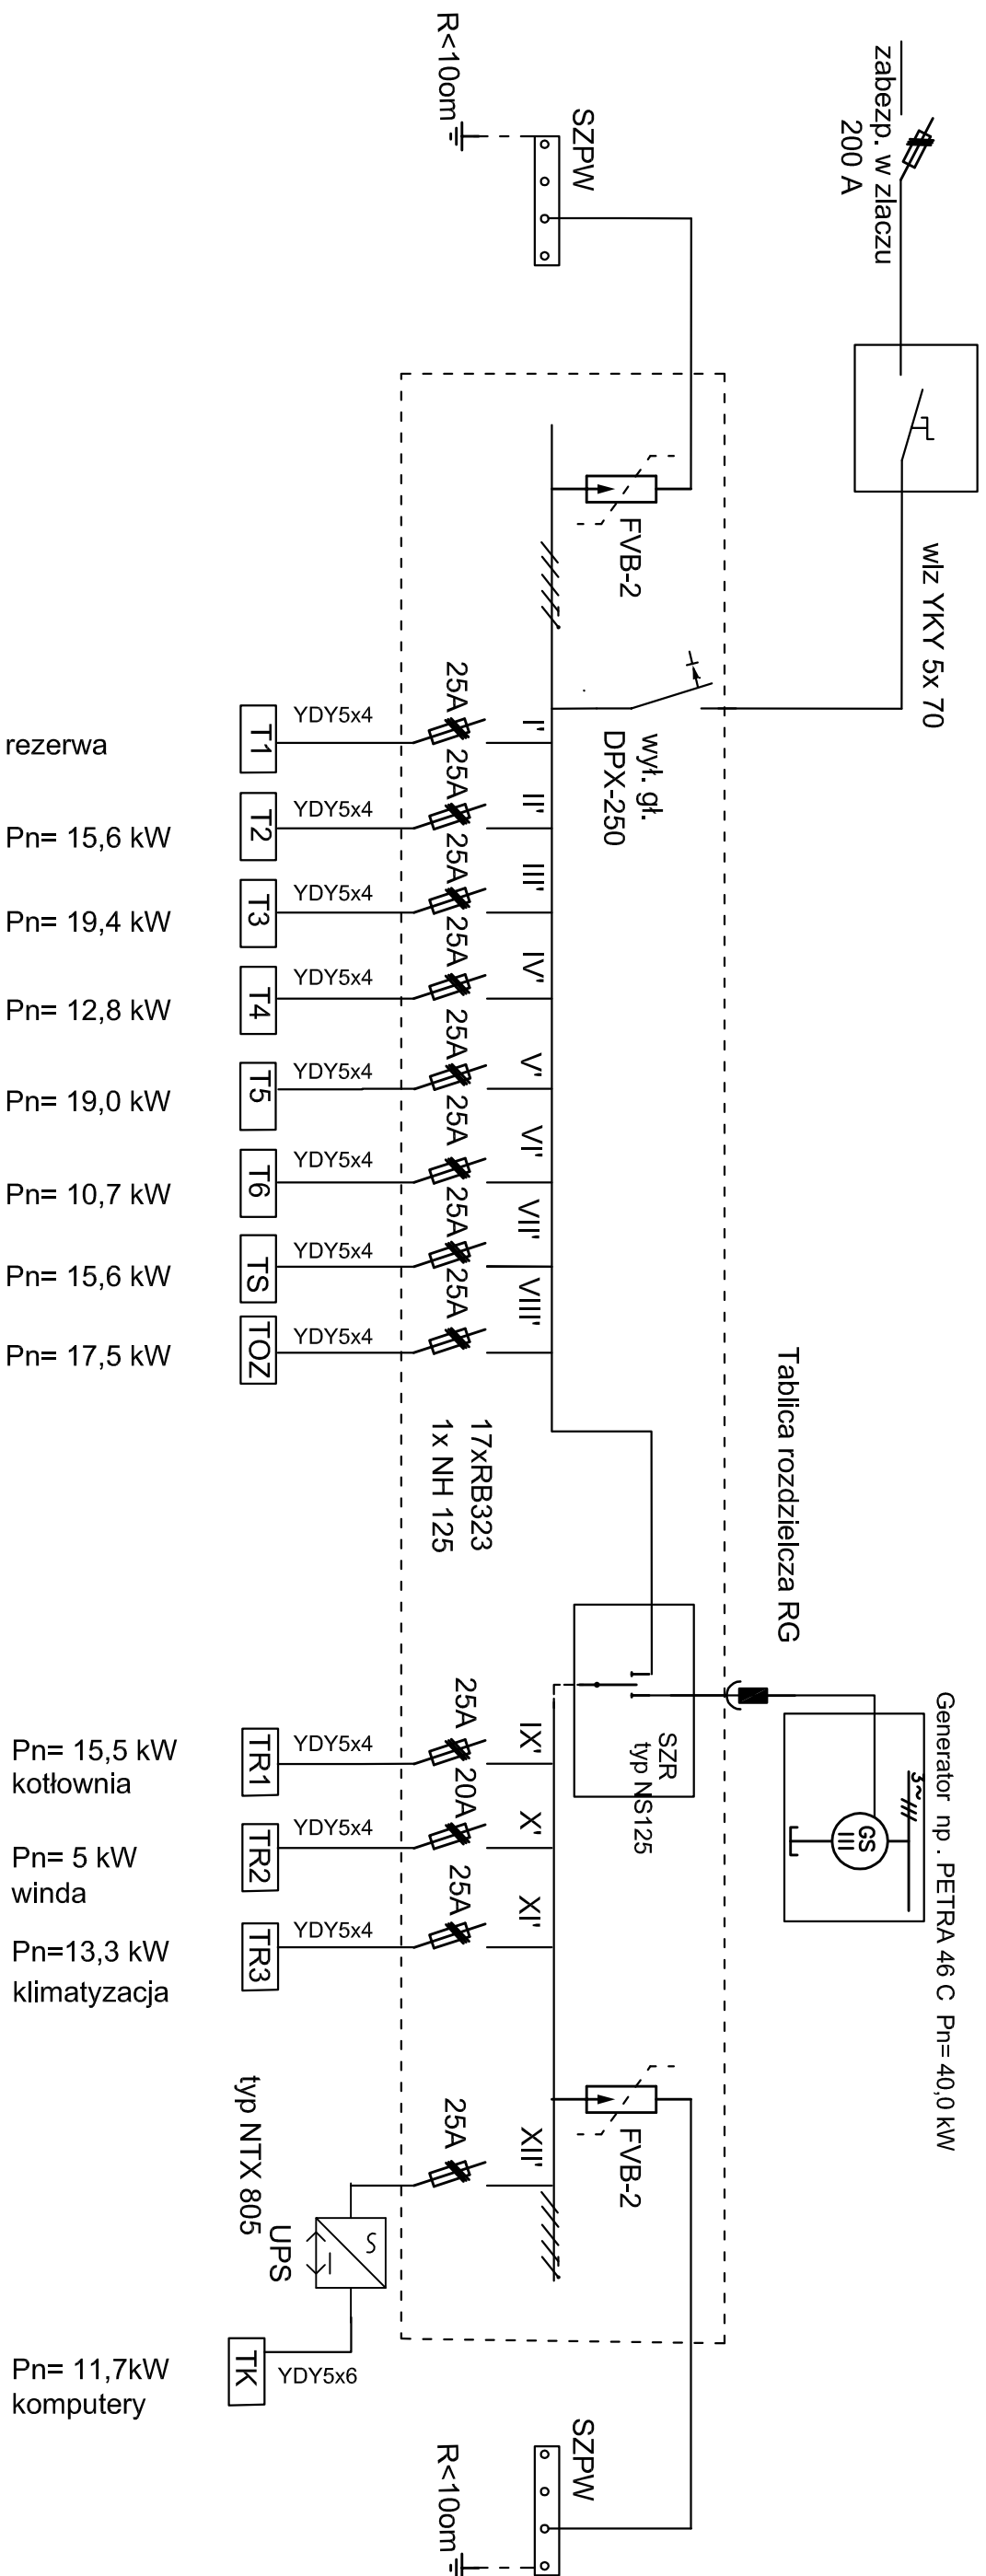 zabezp. w zlaczu
200 A
R<10om
SZPW
wlz YKY 5x 70
FVB-2
wył. gł.
DPX-250
Tablica rozdzielcza RG
Generator np . PETRA 46 C Pn= 40,0 kW
3~
GS
SZR
typ NS125
17xRB323
1x NH 125
I'
25A
YDY5x4
T1
rezerwa
II'
25A
YDY5x4
T2
Pn= 15,6 kW
III'
25A
YDY5x4
T3
Pn= 19,4 kW
IV'
25A
YDY5x4
T4
Pn= 12,8 kW
V'
25A
YDY5x4
T5
Pn= 19,0 kW
VI'
25A
YDY5x4
T6
Pn= 10,7 kW
VII'
25A
YDY5x4
TS
Pn= 15,6 kW
VIII'
25A
YDY5x4
TOZ
Pn= 17,5 kW
IX'
25A
YDY5x4
TR1
Pn= 15,5 kW
kotłownia
X'
20A
YDY5x4
TR2
Pn= 5 kW
winda
XI'
25A
YDY5x4
TR3
Pn=13,3 kW
klimatyzacja
FVB-2
XII'
25A
UPS
typ NTX 805
YDY5x6
TK
Pn= 11,7kW
komputery
SZPW
R<10om